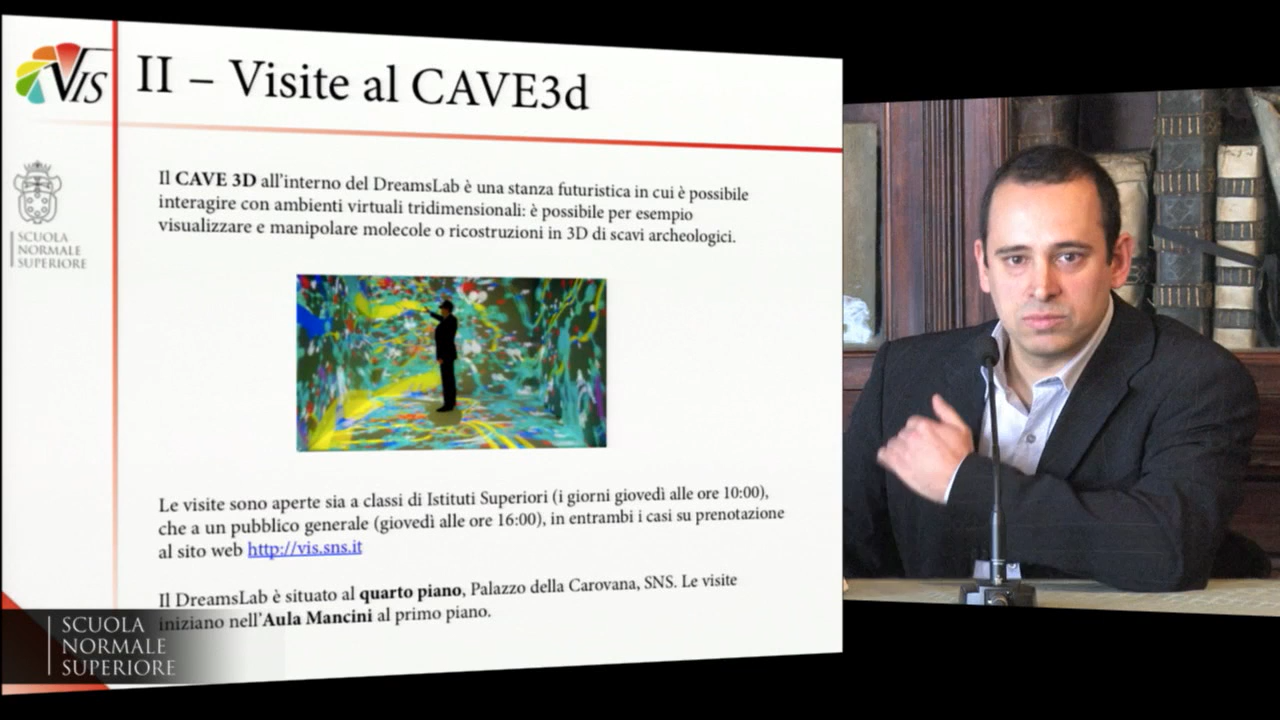 VIS
II – Visite al CAVE3d
SCUOLA
NORMALE
SUPERIORE
Il CAVE 3D all'interno del DreamsLab è una stanza futuristica in cui è possibile
interagire con ambienti virtuali tridimensionali: è possibile per esempio
visualizzare e manipolare molecole o ricostruzioni in 3D di scavi archeologici.
Le visite sono aperte sia a classi di Istituti Superiori (i giorni giovedì alle ore 10:00),
che a un pubblico generale (giovedì alle ore 16:00), in entrambi i casi su prenotazione
al sito web http://vis.sns.it
Il DreamsLab è situato al quarto piano, Palazzo della Carovana, SNS. Le visite
iniziano nell'Aula Mancini al primo piano.
SCUOLA
NORMALE
SUPERIORE